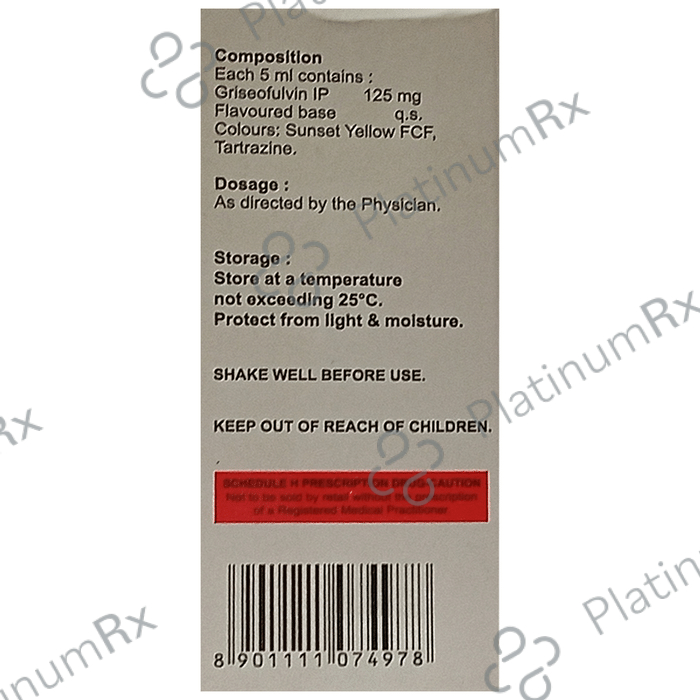 PlatinumRx
Composition
Each 5 ml contains :
Griseofulvin IP 125 mg
Flavoured base q.s.
Colours: Sunset Yellow FCF,
Tartrazine.
Dosage :
As directed by the Physician.
PlatinumRx
Storage :
Store at a temperature
not exceeding 25°C.
Protect from light & moisture.
PlatinumRx
SHAKE WELL BEFORE USE.
KEEP OUT OF REACH OF CHILDREN.
SCHEDULE H PRESCRIPTION DRUG CAUTION
Not to be sold by retail without the prescription
of a Registered Medical Practitioner
8 901111 074978